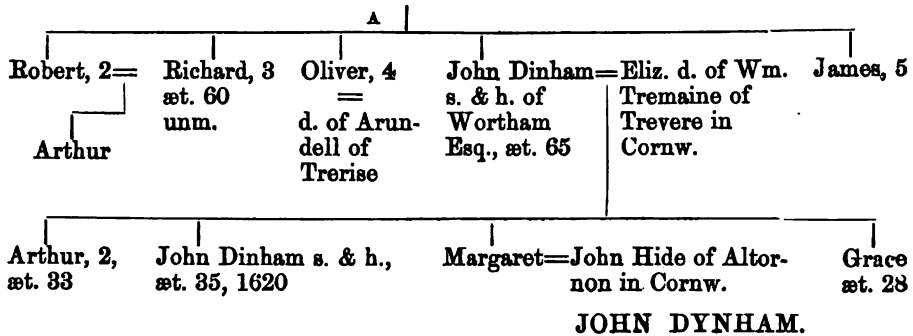 A
Robert, 2= Richard, 3 Oliver, 4 John Dinham=Eliz. d. of Wm. James, 5
æt. 60 = s. & h. of Tremaine of
unm. d. of Arun- Wortham Trevere in
Arthur dell of Esq., æt. 65 Cornw.
Trerise
Arthur, 2, John Dinham s. & h., Margaret=John Hide of Altor- Grace
æt. 33 æt. 35, 1620 non in Cornw. æt. 28
JOHN DYNHAM.